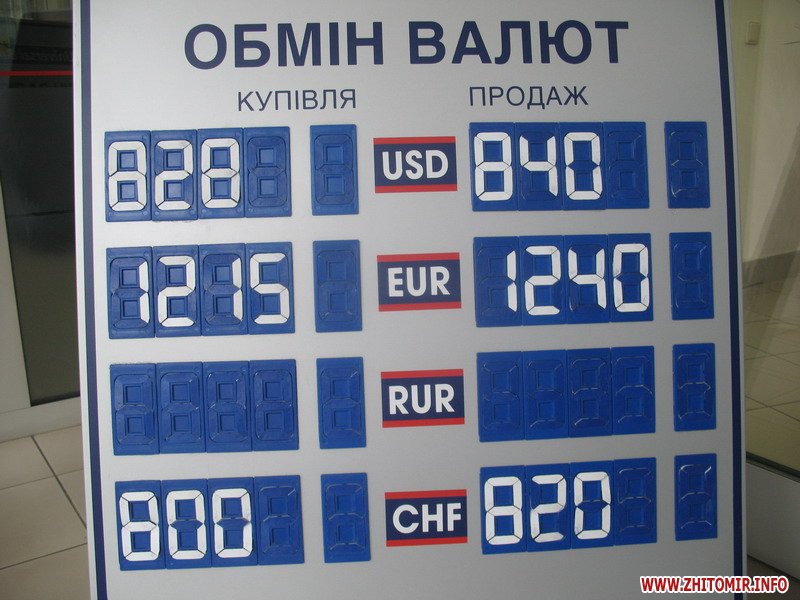 ОБМІН ВАЛЮТ
КУПІВЛЯ ПРОДАЖ
828 USD 840
1215 EUR 1240
RUR
800 CHF 820
WWW.ZHITOMIR.INFO